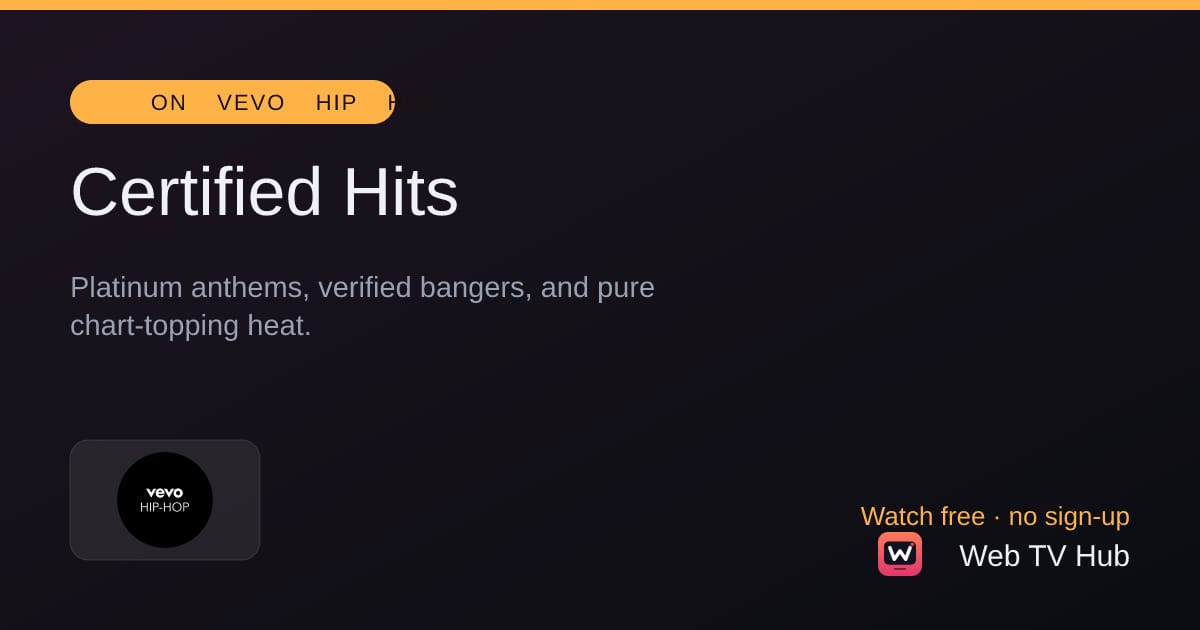 ON VEVO HIP
Certified Hits
Platinum anthems, verified bangers, and pure
chart-topping heat.
vevo
HIP-HOP
Watch free · no sign-up
W
Web TV Hub